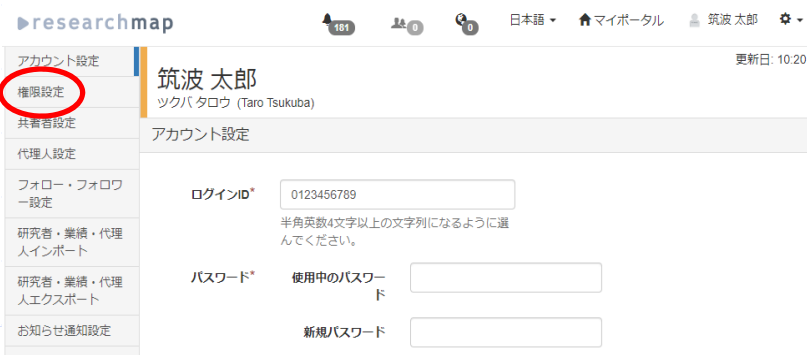 researchmap
181
0
0
日本語
マイポータル
筑波 太郎
アカウント設定
権限設定
共著者設定
代理人設定
フォロー・フォロワ
ー設定
研究者・業績・代理
人インポート
研究者・業績・代理
人エクスポート
お知らせ通知設定
更新日: 10:20
筑波 太郎
ツクバ タロウ (Taro Tsukuba)
アカウント設定
ログインID*
0123456789
半角英数4文字以上の文字列になるように選
んでください。
パスワード*
使用中のパスワー
ド
新規パスワード